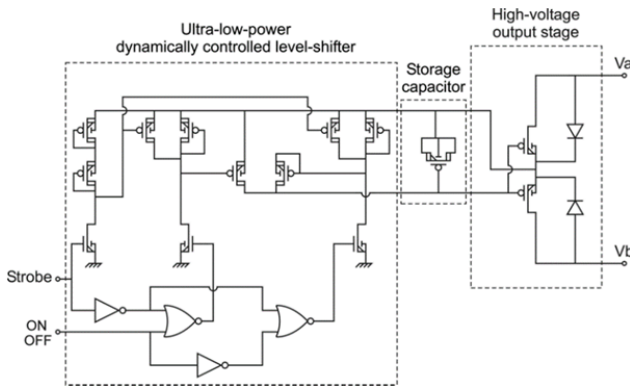 Ultra-low-power
dynamically controlled level-shifter
Storage
capacitor
High-voltage
output stage
Va
Vb
Strobe
ON
OFF